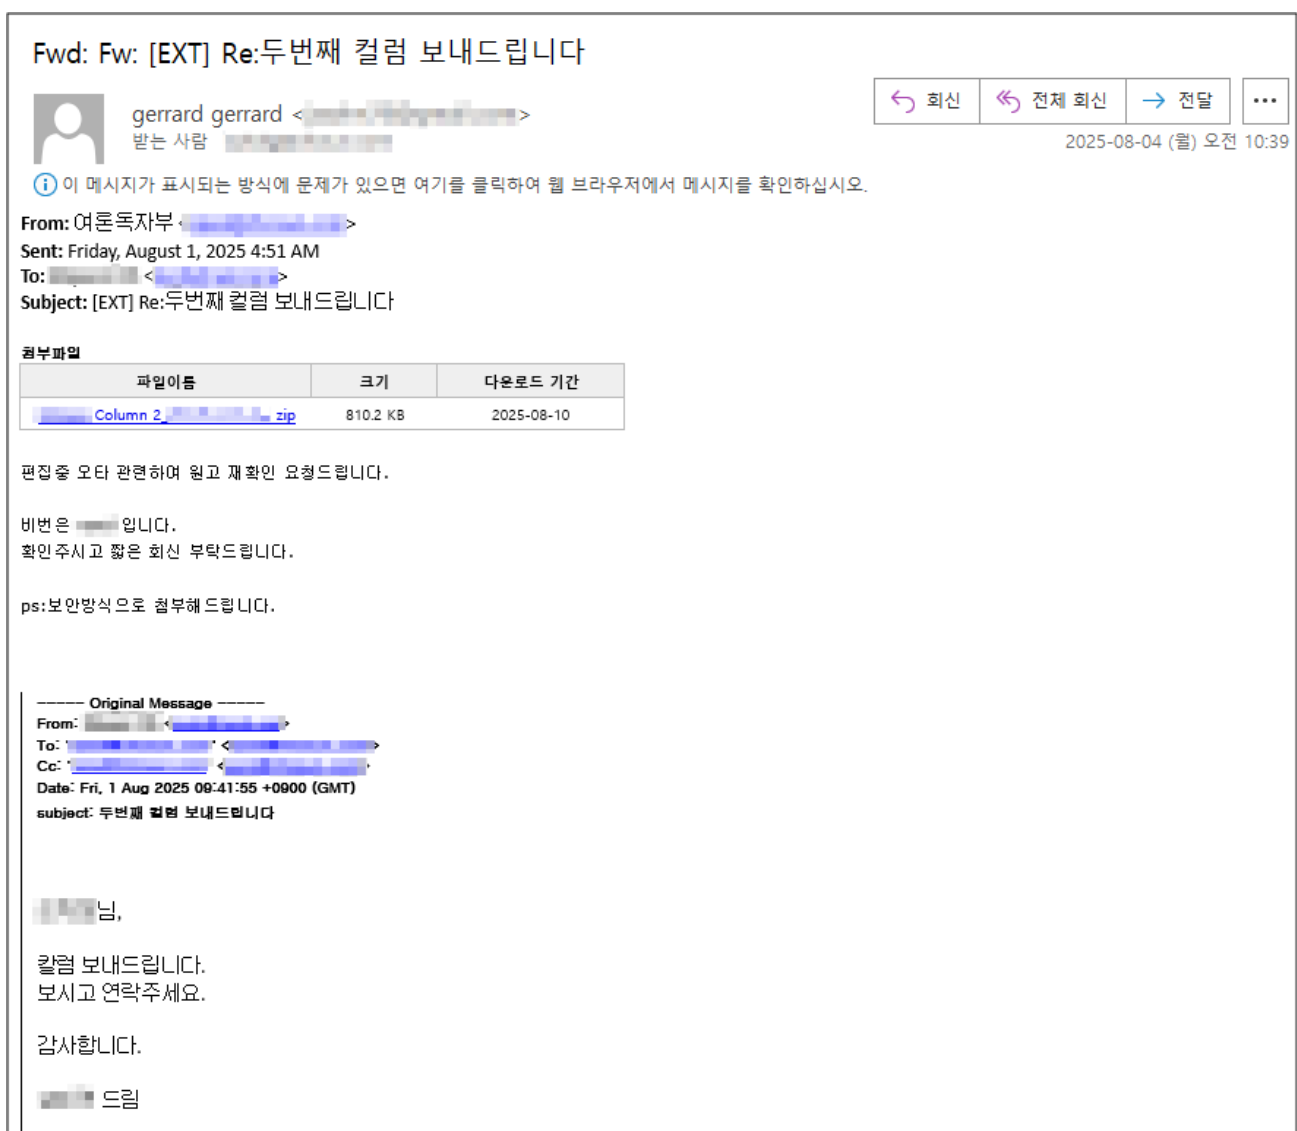 Fwd: Fw: [EXT] Re:두번째 컬럼 보내드립니다
gerrard gerrard < >
회신
전체 회신
전달
...
받는 사람
2025-08-04 (월) 오전 10:39
이 메시지가 표시되는 방식에 문제가 있으면 여기를 클릭하여 웹 브라우저에서 메시지를 확인하십시오.
From: 여론독자부 < >
Sent: Friday, August 1, 2025 4:51 AM
To: < >
Subject: [EXT] Re:두번째 컬럼 보내드립니다
첨부파일
파일이름 크기 다운로드 기간
Column 2_ zip 810.2 KB 2025-08-10
편집중 오타 관련하여 원고 재확인 요청드립니다.
비번은 입니다.
확인주시고 짧은 회신 부탁드립니다.
ps:보안방식으로 첨부해드립니다.
----- Original Message -----
From: < >
To: " " < >
Cc: " < >
Date: Fri, 1 Aug 2025 09:41:55 +0900 (GMT)
subject: 두번째 컬럼 보내드립니다
님,
칼럼 보내드립니다.
보시고 연락주세요.
감사합니다.
드림